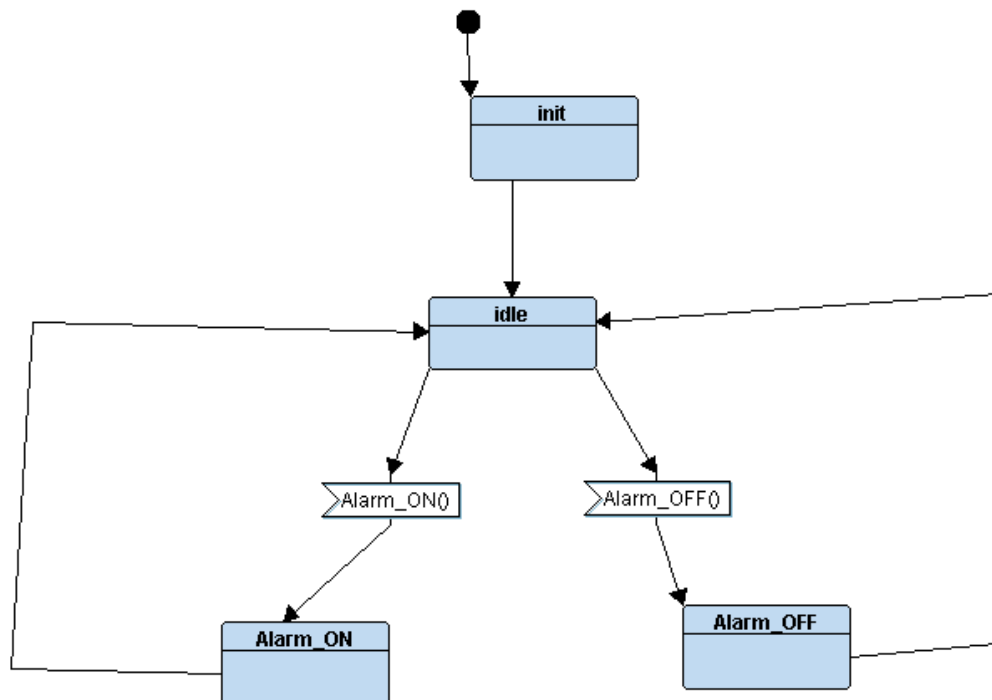 init
idle
Alarm_ON()
Alarm_OFF()
Alarm_OFF
Alarm_ON